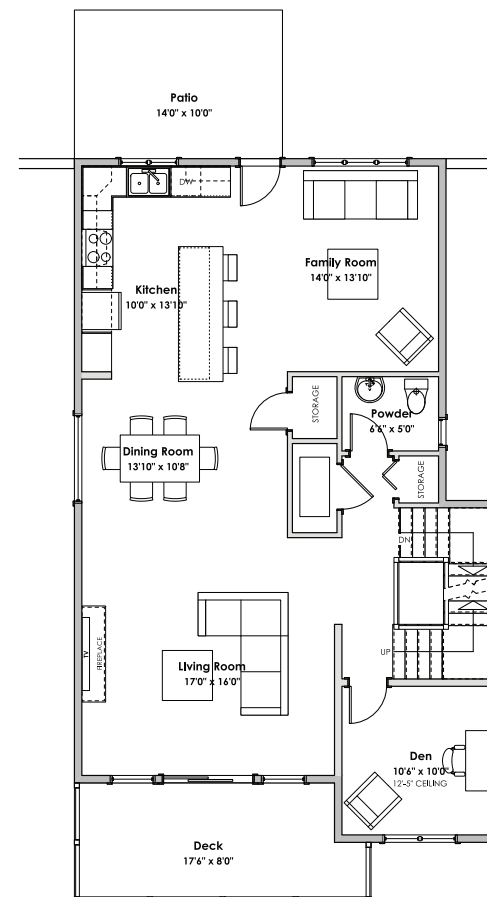 Patio
14'0" x 10'0"
DW
Family Room
14'0" x 13'10"
Kitchen
10'0" x 13'10"
STORAGE
Powder
6'6" x 5'0"
Dining Room
13'10" x 10'8"
STORAGE
DN
TV
FIREPLACE
UP
Living Room
17'0" x 16'0"
Den
10'6" x 10'0"
12'-5" CEILING
Deck
17'6" x 8'0"